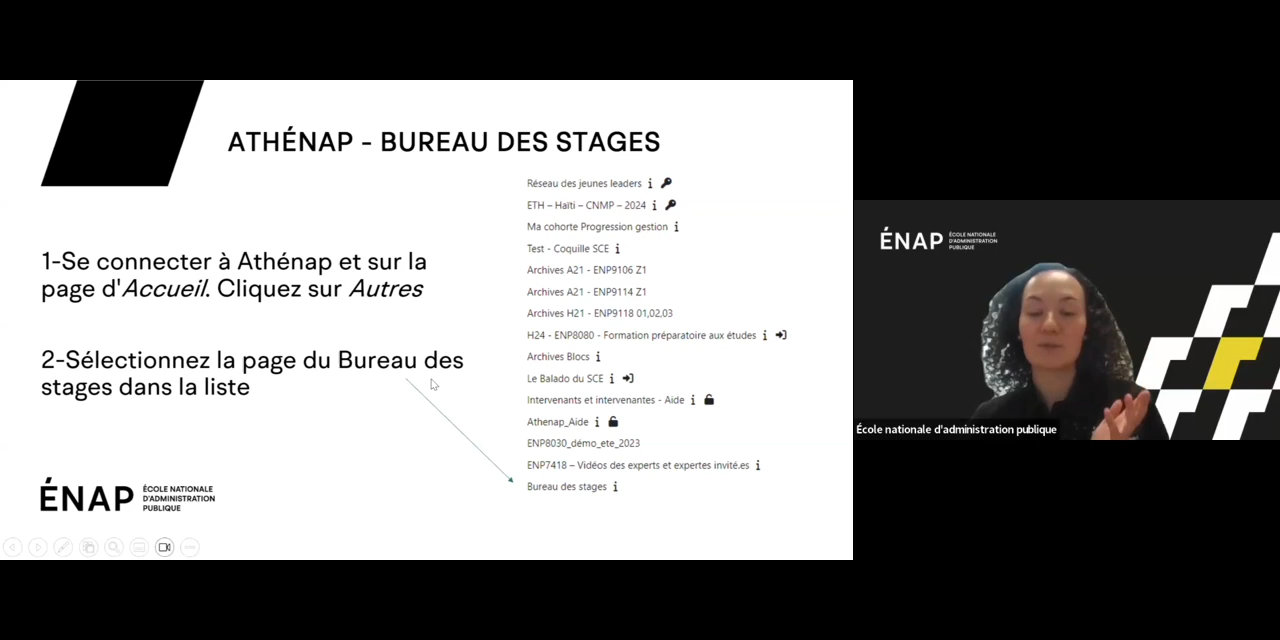 ATHÉNAP - BUREAU DES STAGES
1-Se connecter à Athénap et sur la
page d'Accueil. Cliquez sur Autres
2-Sélectionnez la page du Bureau des
stages dans la liste
Réseau des jeunes leaders
ETH – Haïti – CNMP – 2024
Ma cohorte Progression gestion
Test - Coquille SCE
Archives A21 - ENP9106 Z1
Archives A21 - ENP9114 Z1
Archives H21 - ENP9118 01,02,03
H24 - ENP8080 - Formation préparatoire aux études
Archives Blocs
Le Balado du SCE
Intervenants et intervenantes - Aide
Athenap_Aide
ENP8030_démo_ete_2023
ENP7418 – Vidéos des experts et expertes invité.es
Bureau des stages
ÉNAP
ÉCOLE NATIONALE
D'ADMINISTRATION
PUBLIQUE
ÉNAP
ÉCOLE NATIONALE
D'ADMINISTRATION
PUBLIQUE
École nationale d'administration publique